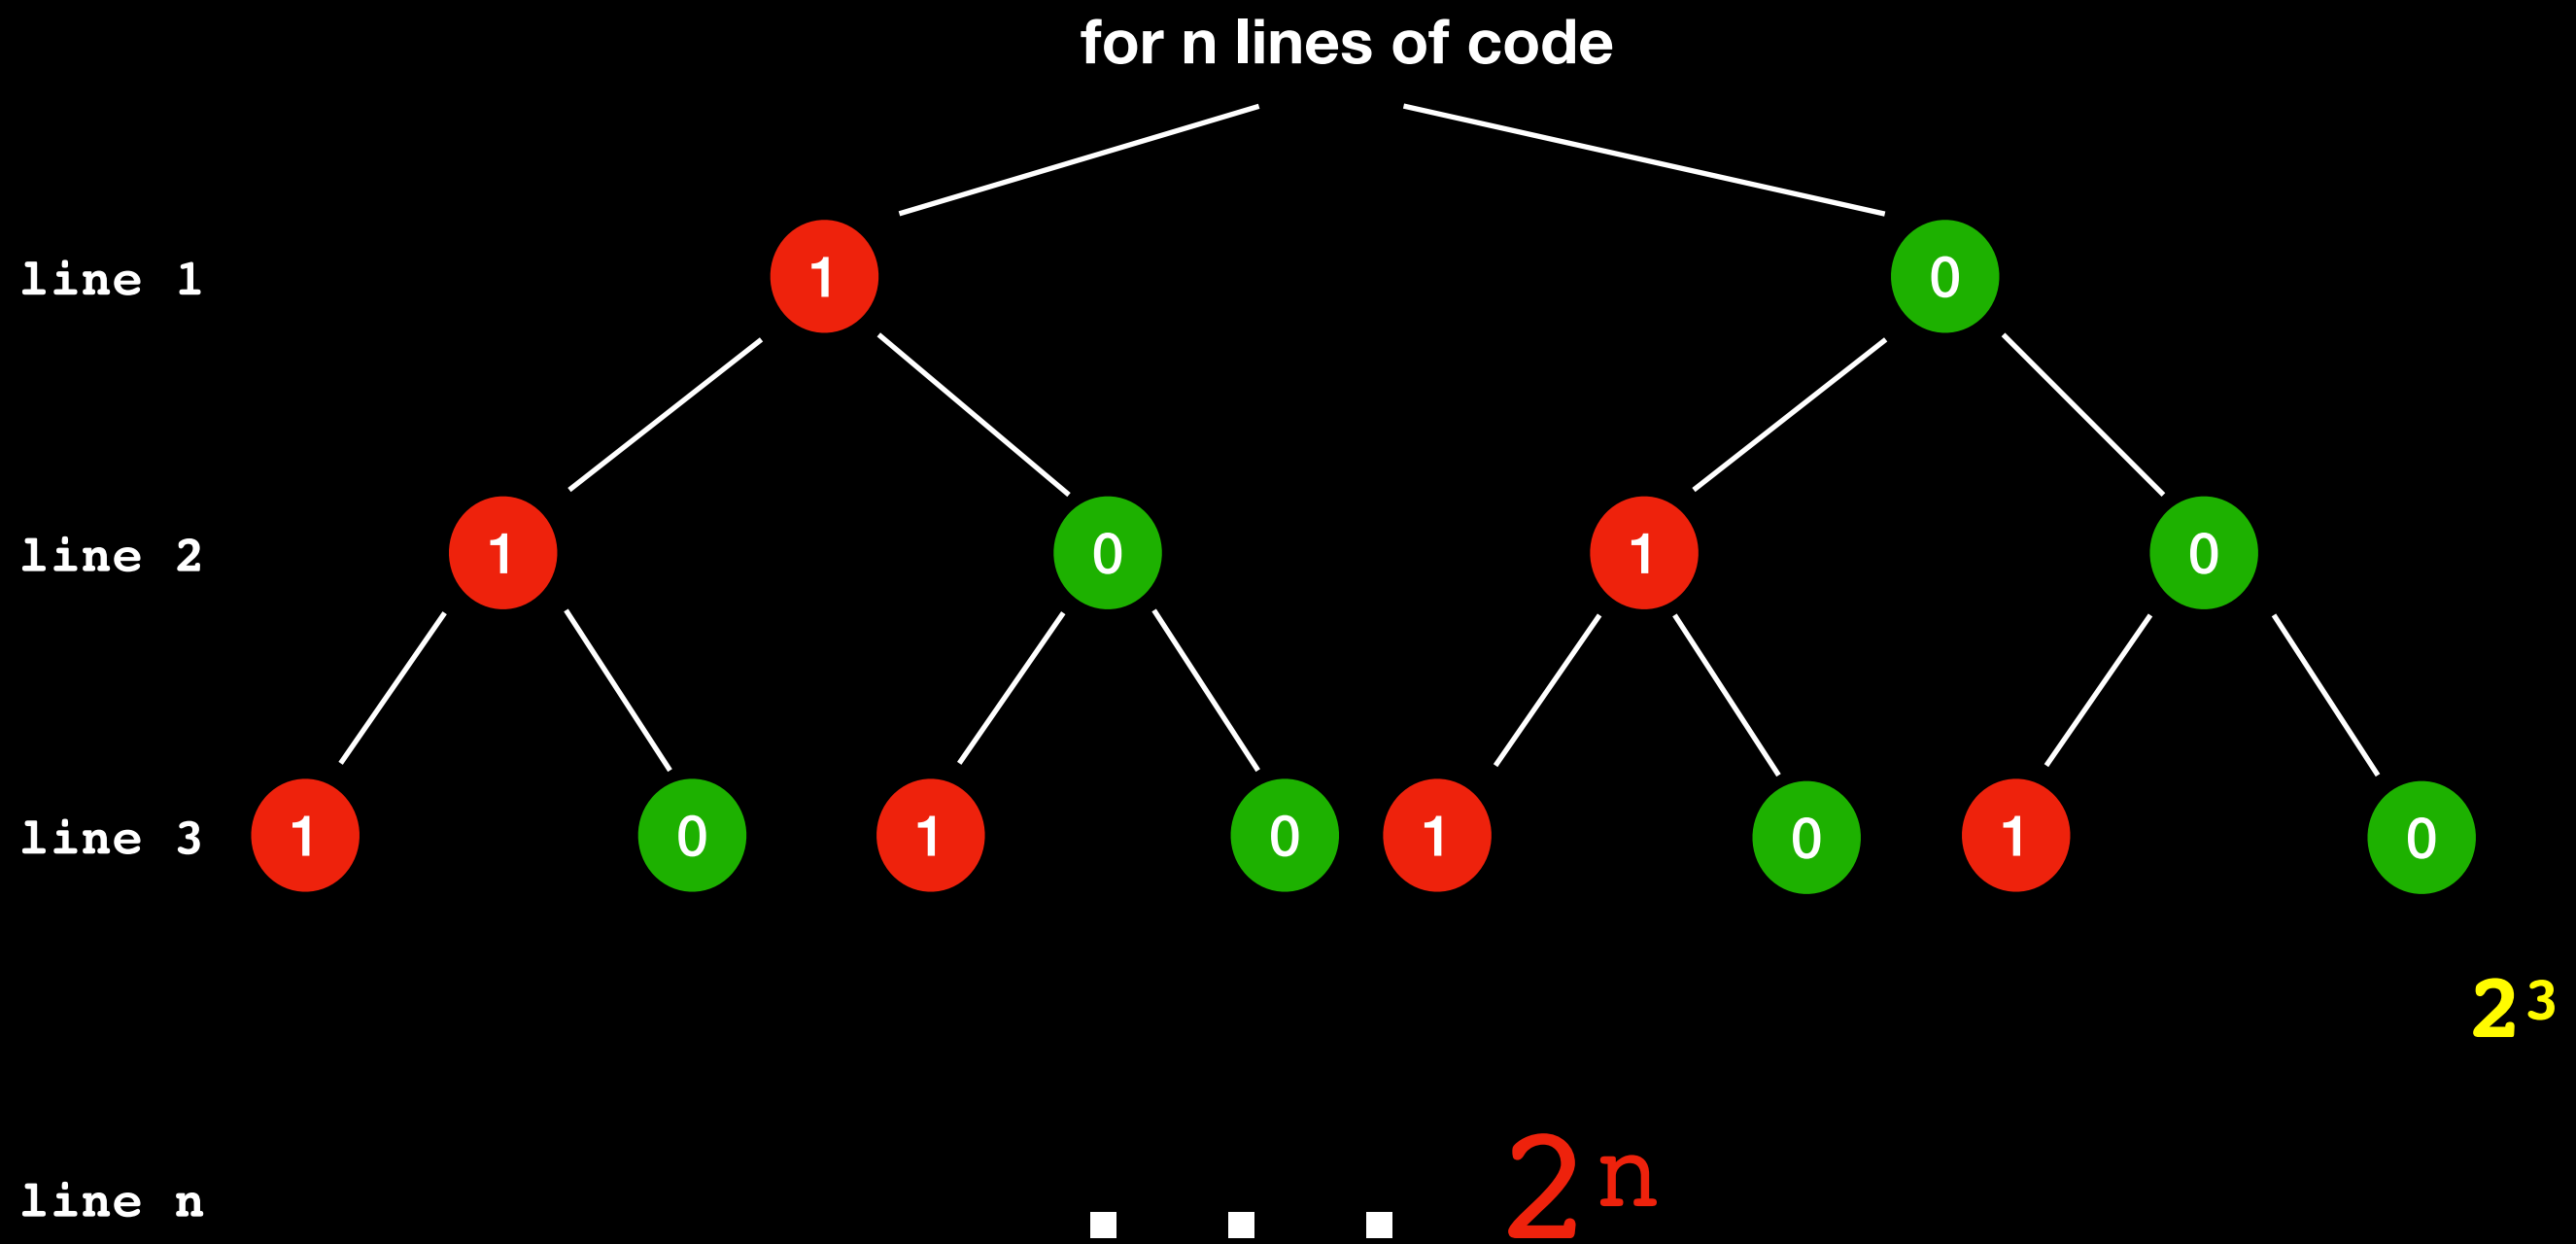 for n lines of code
line 1 1 0
line 2 1 0 1 0
line 3 1 0 1 0 1 0 1 0
2³
line n . . . 2ⁿ